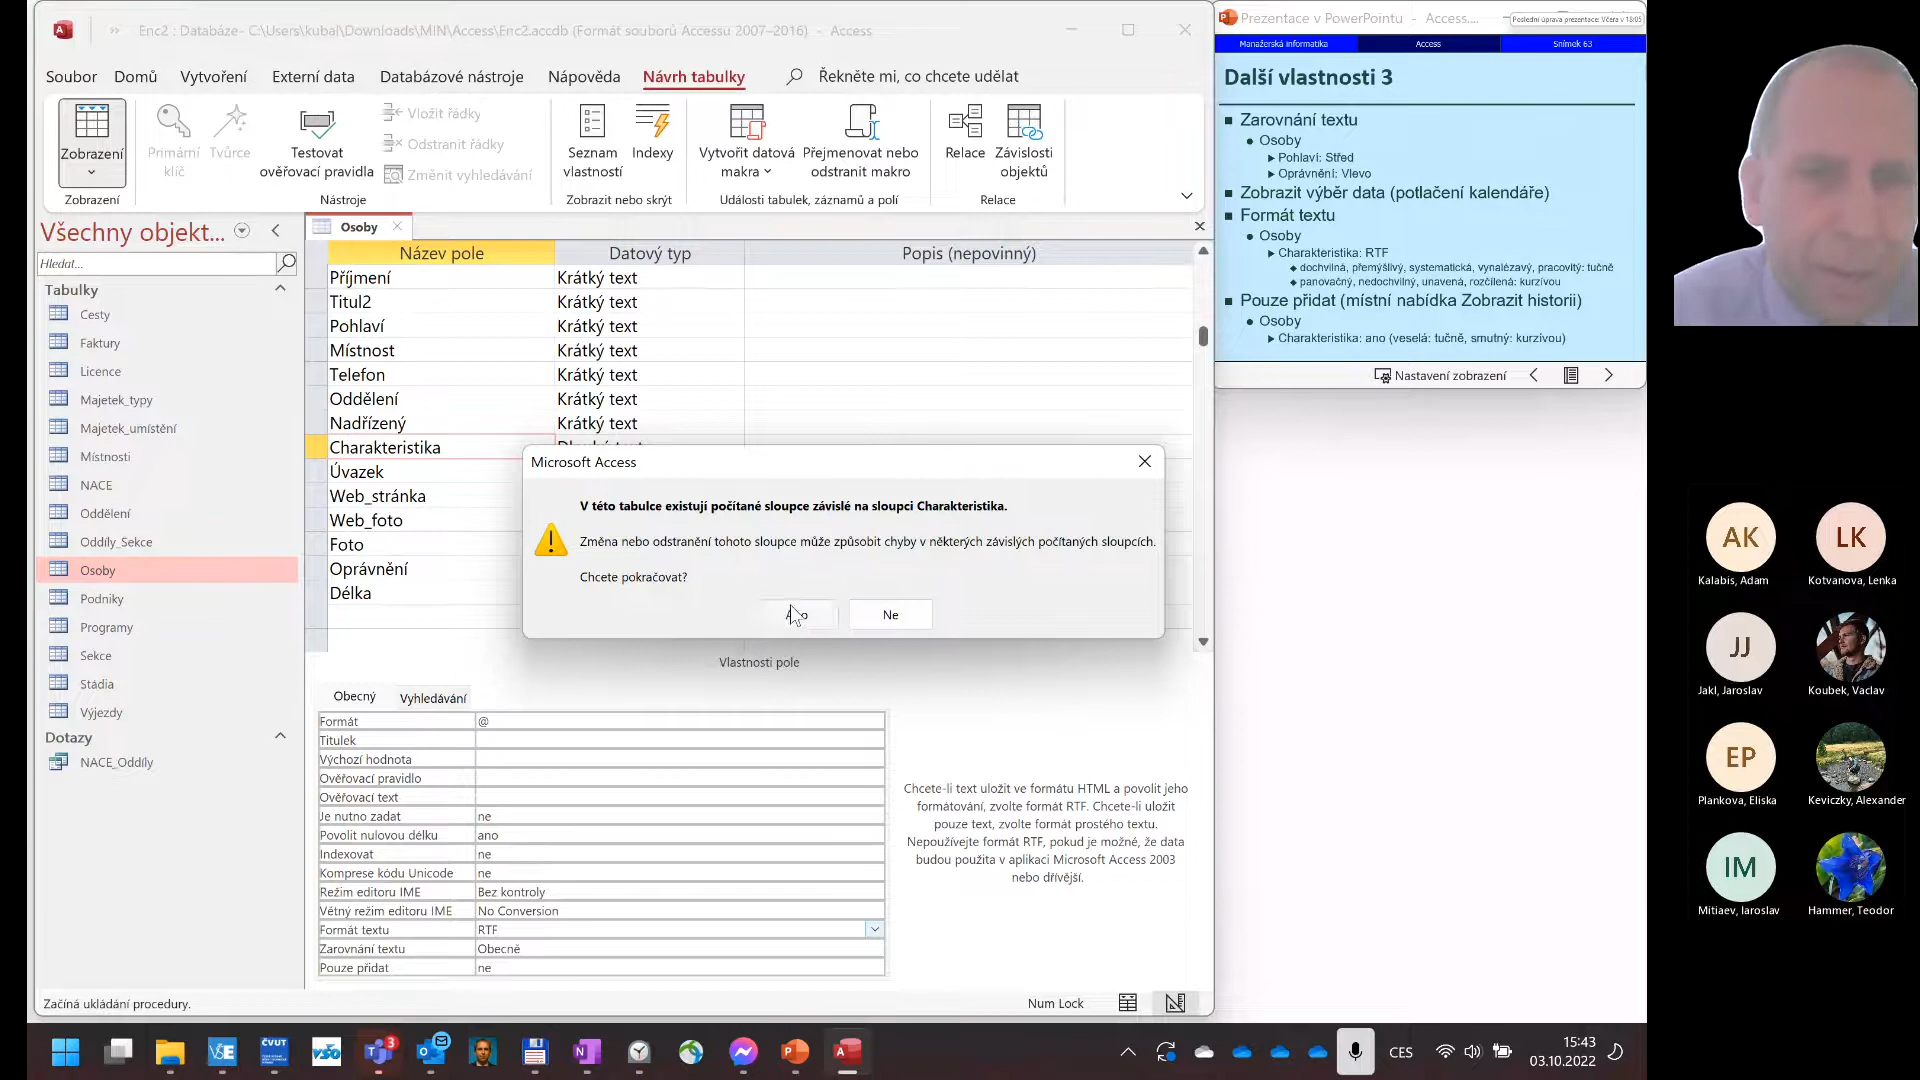 Enc2 : Databáze- C:\Users\kubal\Downloads\MIN\Access\Enc2.accdb (Formát souborů Accessu 2007–2016) - Access
Soubor Domů Vytvoření Externí data Databázové nástroje Nápověda Návrh tabulky Řekněte mi, co chcete udělat
Zobrazení
Primární klíč
Tvůrce
Testovat ověřovací pravidla
Vložit řádky
Odstranit řádky
Změnit vyhledávání
Seznam vlastností
Indexy
Vytvořit datová makra
Přejmenovat nebo odstranit makro
Relace
Závislosti objektů
Zobrazení
Nástroje
Zobrazit nebo skrýt
Události tabulek, záznamů a polí
Relace
Všechny objekt...
Hledat...
Tabulky
Cesty
Faktury
Licence
Majetek_typy
Majetek_umístění
Místnosti
NACE
Oddělení
Oddíly_Sekce
Osoby
Podniky
Programy
Sekce
Stádia
Výjezdy
Dotazy
NACE_Oddíly
Osoby
Název pole Datový typ Popis (nepovinný)
Příjmení Krátký text
Titul2 Krátký text
Pohlaví Krátký text
Místnost Krátký text
Telefon Krátký text
Oddělení Krátký text
Nadřízený Krátký text
Charakteristika
Úvazek
Web_stránka
Web_foto
Foto
Oprávnění
Délka
Microsoft Access
V této tabulce existují počítané sloupce závislé na sloupci Charakteristika.
Změna nebo odstranění tohoto sloupce může způsobit chyby v některých závislých počítaných sloupcích.
Chcete pokračovat?
Ne
Vlastnosti pole
Obecný Vyhledávání
Formát @
Titulek
Výchozí hodnota
Ověřovací pravidlo
Ověřovací text
Je nutno zadat ne
Povolit nulovou délku ano
Indexovat ne
Komprese kódu Unicode ne
Režim editoru IME Bez kontroly
Větný režim editoru IME No Conversion
Formát textu RTF
Zarovnání textu Obecně
Pouze přidat ne
Chcete-li text uložit ve formátu HTML a povolit jeho
formátování, zvolte formát RTF. Chcete-li uložit
pouze text, zvolte formát prostého textu.
Nepoužívejte formát RTF, pokud je možné, že data
budou použita v aplikaci Microsoft Access 2003
nebo dřívější.
Začíná ukládání procedury.
Num Lock
Prezentace v PowerPointu - Access....
Poslední úprava prezentace: Včera v 18:05
Manažerská informatika Access Snímek 63
Další vlastnosti 3
Zarovnání textu
Osoby
Pohlaví: Střed
Oprávnění: Vlevo
Zobrazit výběr data (potlačení kalendáře)
Formát textu
Osoby
Charakteristika: RTF
dochvilná, přemýšlivý, systematická, vynalézavý, pracovitý: tučně
panovačný, nedochvilný, unavená, rozčílená: kurzívou
Pouze přidat (místní nabídka Zobrazit historii)
Osoby
Charakteristika: ano (veselá: tučně, smutný: kurzívou)
Nastavení zobrazení
AK
Kalabis, Adam
LK
Kotvanova, Lenka
JJ
Jakl, Jaroslav
Koubek, Vaclav
EP
Plankova, Eliska
Keviczky, Alexander
IM
Mitiaev, Iaroslav
Hammer, Teodor
VŠE
ČVUT
VŠO
3
CES
15:43
03.10.2022